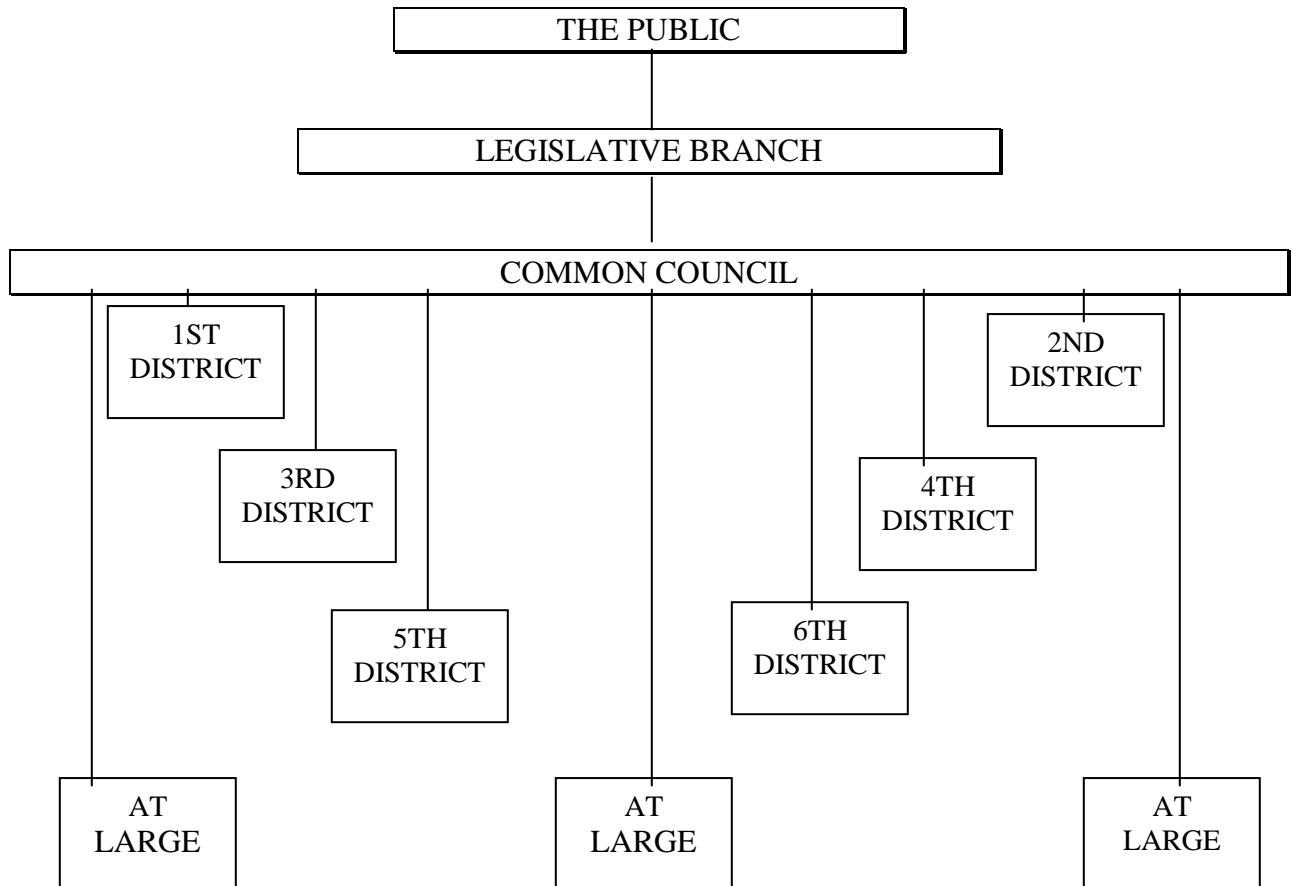 THE PUBLIC
LEGISLATIVE BRANCH
COMMON COUNCIL
1ST
DISTRICT
2ND
DISTRICT
3RD
DISTRICT
4TH
DISTRICT
5TH
DISTRICT
6TH
DISTRICT
AT
LARGE
AT
LARGE
AT
LARGE